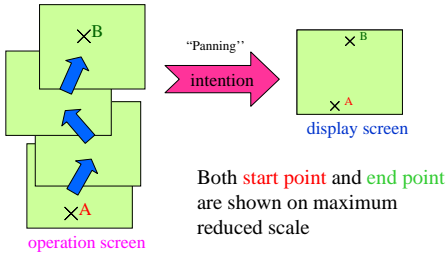 B
"Panning"
intention
B
A
display screen
Both start point and end point
are shown on maximum
reduced scale
A
operation screen